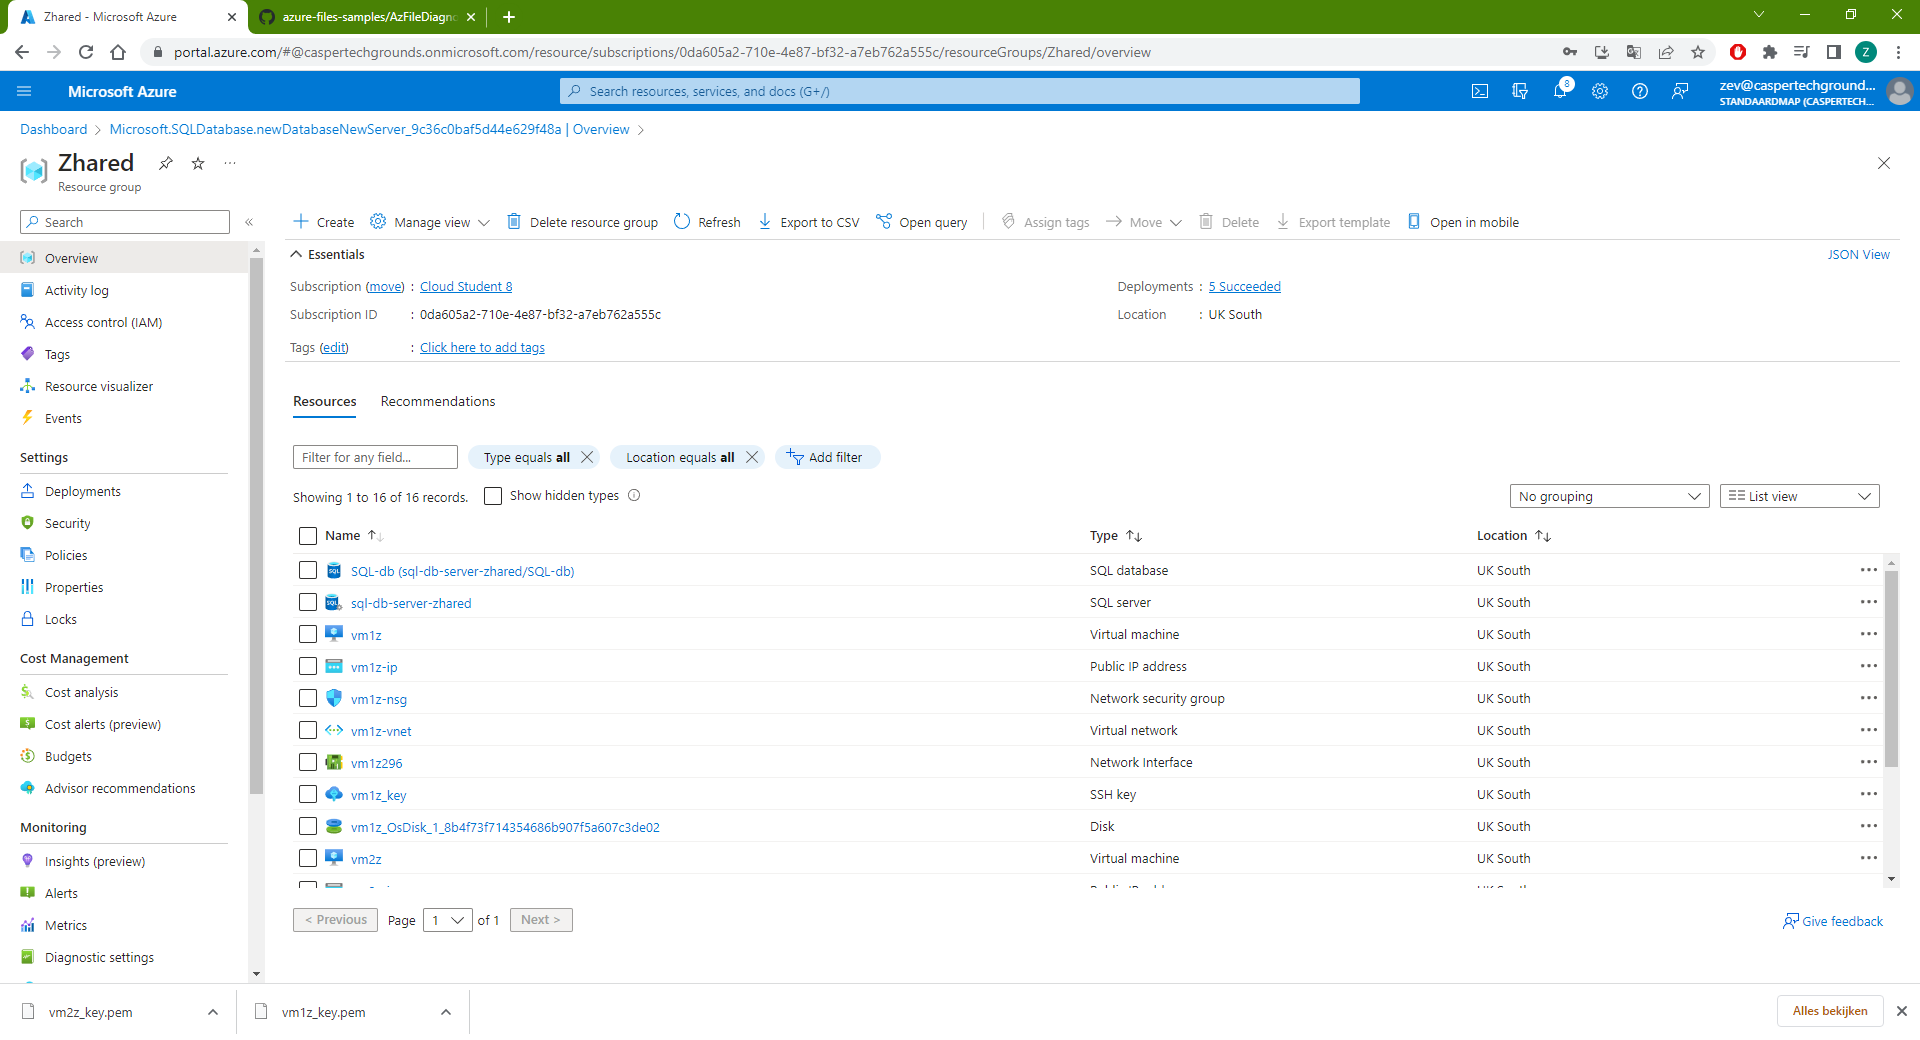 Zhared - Microsoft Azure
azure-files-samples/AzFileDiagno
portal.azure.com/#@caspertechgrounds.onmicrosoft.com/resource/subscriptions/0da605a2-710e-4e87-bf32-a7eb762a555c/resourceGroups/Zhared/overview
Z
Microsoft Azure
Search resources, services, and docs (G+/)
8
zev@caspertechground...
STANDAARDMAP (CASPERTECH...
Dashboard > Microsoft.SQLDatabase.newDatabaseNewServer_9c36c0baf5d44e629f48a | Overview >
Zhared
Resource group
Search
Overview
Activity log
Access control (IAM)
Tags
Resource visualizer
Events
Settings
Deployments
Security
Policies
Properties
Locks
Cost Management
Cost analysis
Cost alerts (preview)
Budgets
Advisor recommendations
Monitoring
Insights (preview)
Alerts
Metrics
Diagnostic settings
Create Manage view Delete resource group Refresh Export to CSV Open query Assign tags Move Delete Export template Open in mobile
Essentials JSON View
Subscription (move) : Cloud Student 8 Deployments : 5 Succeeded
Subscription ID : 0da605a2-710e-4e87-bf32-a7eb762a555c Location : UK South
Tags (edit) : Click here to add tags
Resources Recommendations
Filter for any field... Type equals all Location equals all Add filter
Showing 1 to 16 of 16 records. Show hidden types No grouping List view
Name Type Location
SQL-db (sql-db-server-zhared/SQL-db) SQL database UK South
sql-db-server-zhared SQL server UK South
vm1z Virtual machine UK South
vm1z-ip Public IP address UK South
vm1z-nsg Network security group UK South
vm1z-vnet Virtual network UK South
vm1z296 Network Interface UK South
vm1z_key SSH key UK South
vm1z_OsDisk_1_8b4f73f714354686b907f5a607c3de02 Disk UK South
vm2z Virtual machine UK South
< Previous Page 1 of 1 Next > Give feedback
vm2z_key.pem vm1z_key.pem Alles bekijken